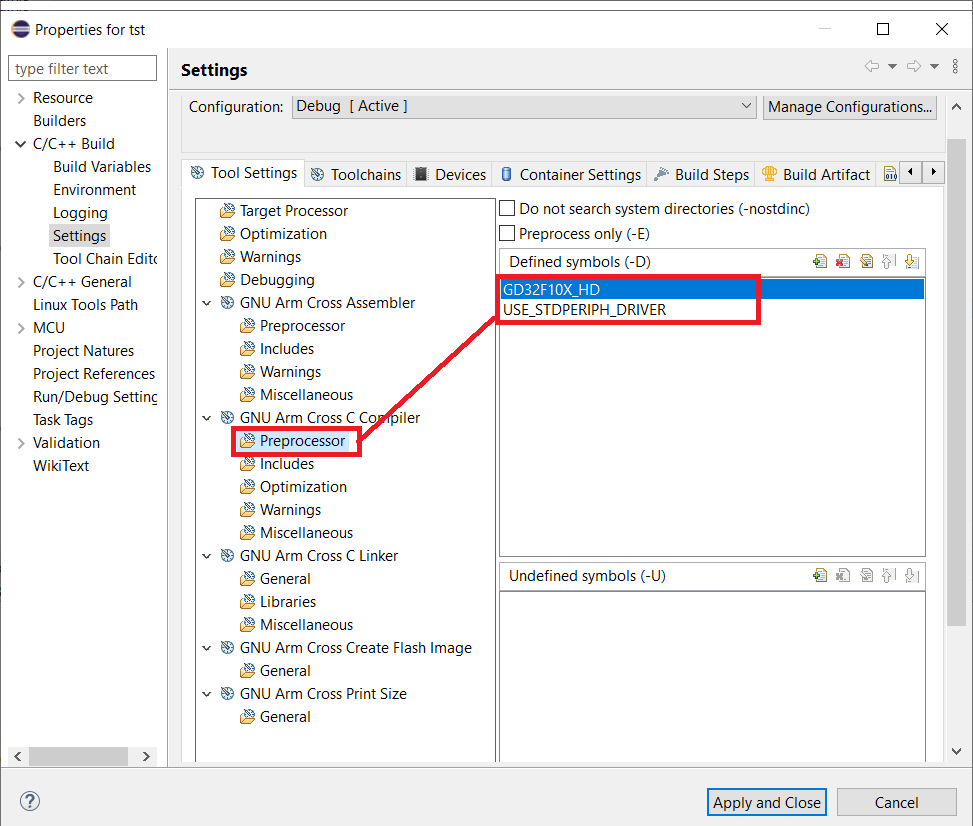 Properties for tst
type filter text
Resource
Builders
C/C++ Build
Build Variables
Environment
Logging
Settings
Tool Chain Edito
C/C++ General
Linux Tools Path
MCU
Project Natures
Project References
Run/Debug Setting
Task Tags
Validation
WikiText
Settings
Configuration: Debug [ Active ] Manage Configurations...
Tool Settings Toolchains Devices Container Settings Build Steps Build Artifact
Target Processor
Optimization
Warnings
Debugging
GNU Arm Cross Assembler
Preprocessor
Includes
Warnings
Miscellaneous
GNU Arm Cross C Compiler
Preprocessor
Includes
Optimization
Warnings
Miscellaneous
GNU Arm Cross C Linker
General
Libraries
Miscellaneous
GNU Arm Cross Create Flash Image
General
GNU Arm Cross Print Size
General
Do not search system directories (-nostdinc)
Preprocess only (-E)
Defined symbols (-D)
GD32F10X_HD
USE_STDPERIPH_DRIVER
Undefined symbols (-U)
Apply and Close Cancel